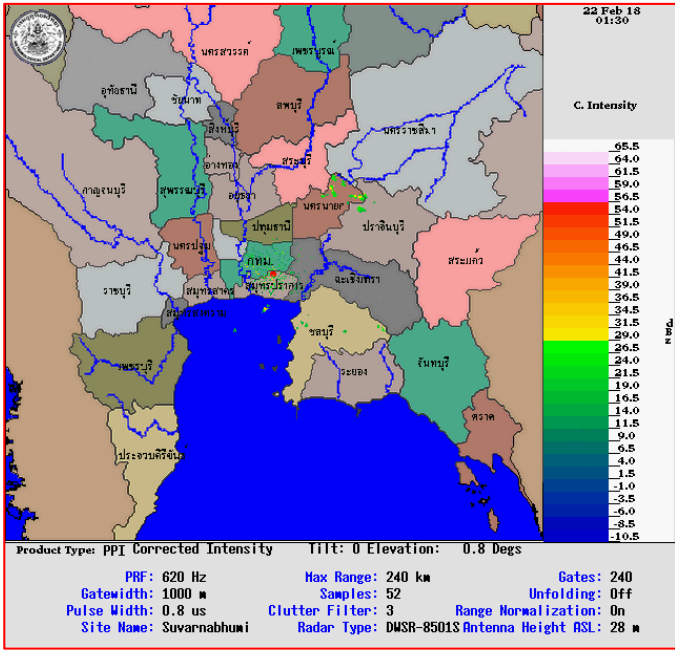 22 Feb 18
01:30
C. Intensity
นครสวรรค์
เพชรบูรณ์
อุทัยธานี
ชัยนาท
ลพบุรี
นครราชสีมา
สิงหบุรี
อ่างทอง
สระบุรี
กาญจนบุรี
สุพรรณบุรี
อยุธยา
นครนายก
ปทุมธานี
ปราจีนบุรี
นครปฐม
กทม.
สระแก้ว
ราชบุรี
สมุทรสาคร
สมุทรปราการ
ฉะเชิงเทรา
สมุทรสงคราม
ชลบุรี
เพชรบุรี
ระยอง
จันทบุรี
ตราด
ประจวบคีรีขันธ์
65.5
64.0
61.5
59.0
56.5
54.0
51.5
49.0
46.5
44.0
41.5
39.0
36.5
34.0
31.5
29.0
26.5
24.0
21.5
19.0
16.5
14.0
11.5
9.0
6.5
4.0
1.5
-1.0
-3.5
-6.0
-8.5
-10.5
Product Type: PPI Corrected Intensity Tilt: 0 Elevation: 0.8 Degs
PRF: 620 Hz Max Range: 240 km Gates: 240
Gatewidth: 1000 m Samples: 52 Unfolding: Off
Pulse Width: 0.8 us Clutter Filter: 3 Range Normalization: On
Site Name: Suvarnabhumi Radar Type: DWSR-8501S Antenna Height ASL: 28 m